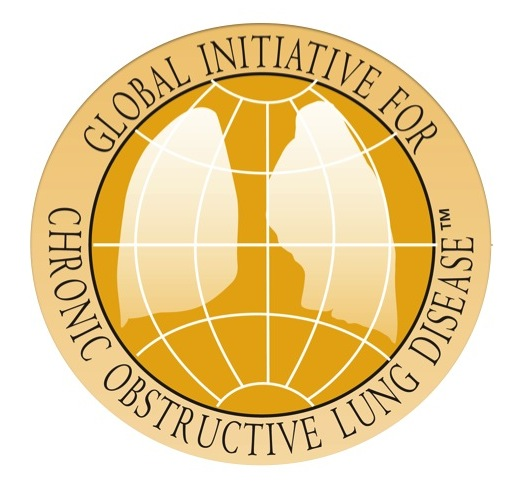 GLOBAL INITIATIVE FOR
CHRONIC OBSTRUCTIVE LUNG DISEASE™